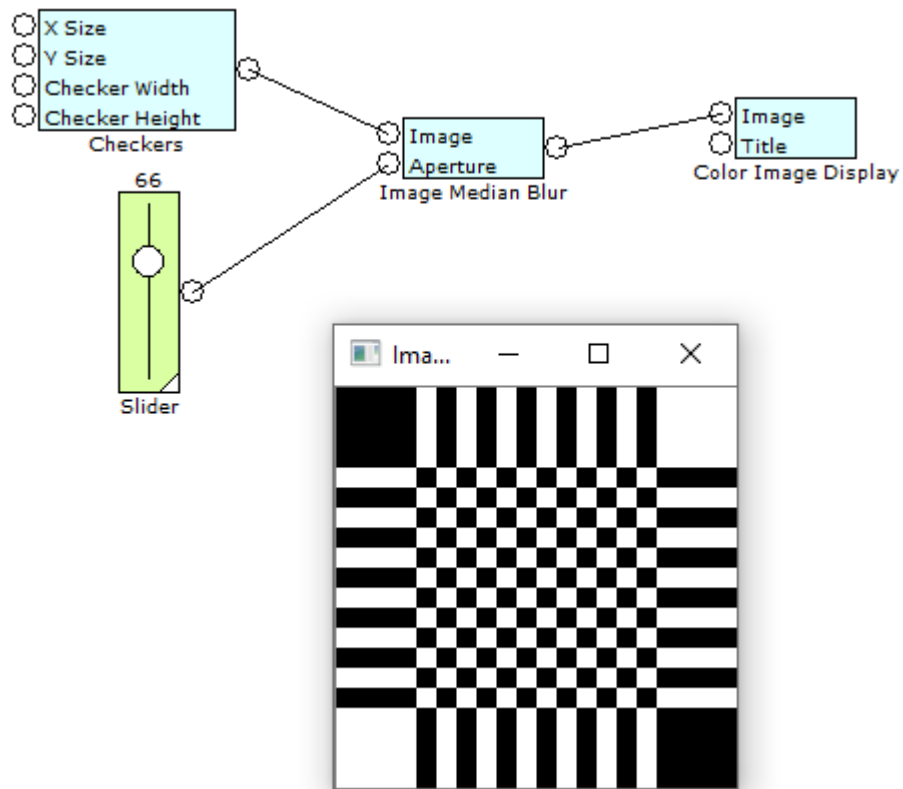 X Size
Y Size
Checker Width
Checker Height
Checkers
66
Slider
Image
Aperture
Image Median Blur
Image
Title
Color Image Display
Ima...